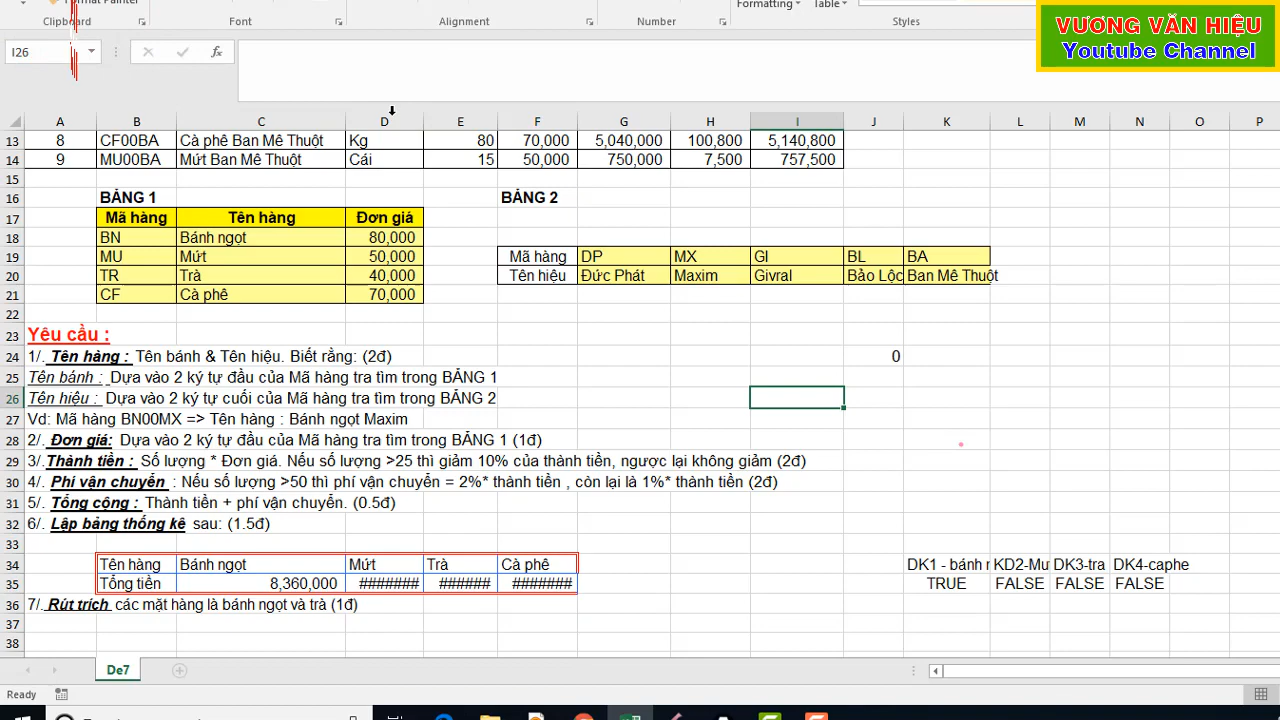 Format Painter
Clipboard Font Alignment Number Styles
Formatting Table
VƯƠNG VĂN HIỆU
Youtube Channel
I26 fx
A B C D E F G H I J K L M N O P
13 8 CF00BA Cà phê Ban Mê Thuột Kg 80 70,000 5,040,000 100,800 5,140,800
14 9 MU00BA Mứt Ban Mê Thuột Cái 15 50,000 750,000 7,500 757,500
15
16 BẢNG 1 BẢNG 2
17 Mã hàng Tên hàng Đơn giá
18 BN Bánh ngọt 80,000
19 MU Mứt 50,000 Mã hàng DP MX GI BL BA
20 TR Trà 40,000 Tên hiệu Đức Phát Maxim Givral Bảo Lộc Ban Mê Thuột
21 CF Cà phê 70,000
22
23 Yêu cầu :
24 1/. Tên hàng : Tên bánh & Tên hiệu. Biết rằng: (2đ) 0
25 Tên bánh : Dựa vào 2 ký tự đầu của Mã hàng tra tìm trong BẢNG 1
26 Tên hiệu : Dựa vào 2 ký tự cuối của Mã hàng tra tìm trong BẢNG 2
27 Vd: Mã hàng BN00MX => Tên hàng : Bánh ngọt Maxim
28 2/. Đơn giá: Dựa vào 2 ký tự đầu của Mã hàng tra tìm trong BẢNG 1 (1đ)
29 3/.Thành tiền : Số lượng * Đơn giá. Nếu số lượng >25 thì giảm 10% của thành tiền, ngược lại không giảm (2đ)
30 4/. Phí vận chuyển : Nếu số lượng >50 thì phí vận chuyển = 2%* thành tiền , còn lại là 1%* thành tiền (2đ)
31 5/. Tổng cộng : Thành tiền + phí vận chuyển. (0.5đ)
32 6/. Lập bảng thống kê sau: (1.5đ)
33
34 Tên hàng Bánh ngọt Mứt Trà Cà phê DK1 - bánh n KD2-Mu DK3-tra DK4-caphe
35 Tổng tiền 8,360,000 ####### ###### ####### TRUE FALSE FALSE FALSE
36 7/.Rút trích các mặt hàng là bánh ngọt và trà (1đ)
37
38
De7
Ready